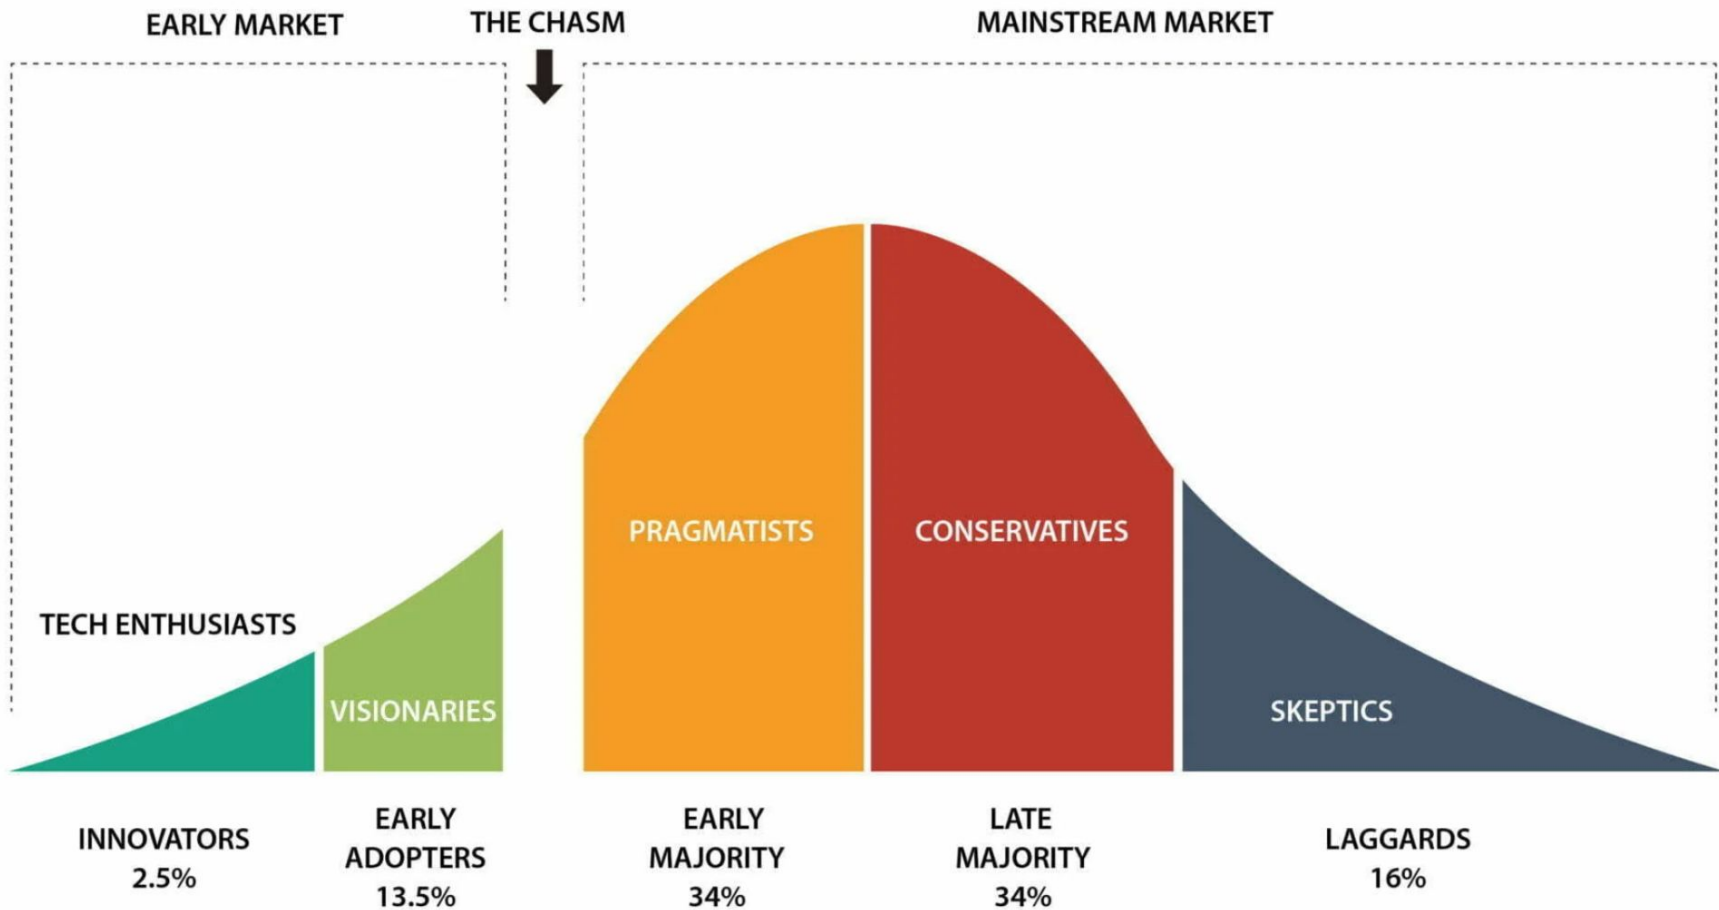 EARLY MARKET
THE CHASM
MAINSTREAM MARKET
PRAGMATISTS
CONSERVATIVES
TECH ENTHUSIASTS
VISIONARIES
SKEPTICS
INNOVATORS
2.5%
EARLY
ADOPTERS
13.5%
EARLY
MAJORITY
34%
LATE
MAJORITY
34%
LAGGARDS
16%